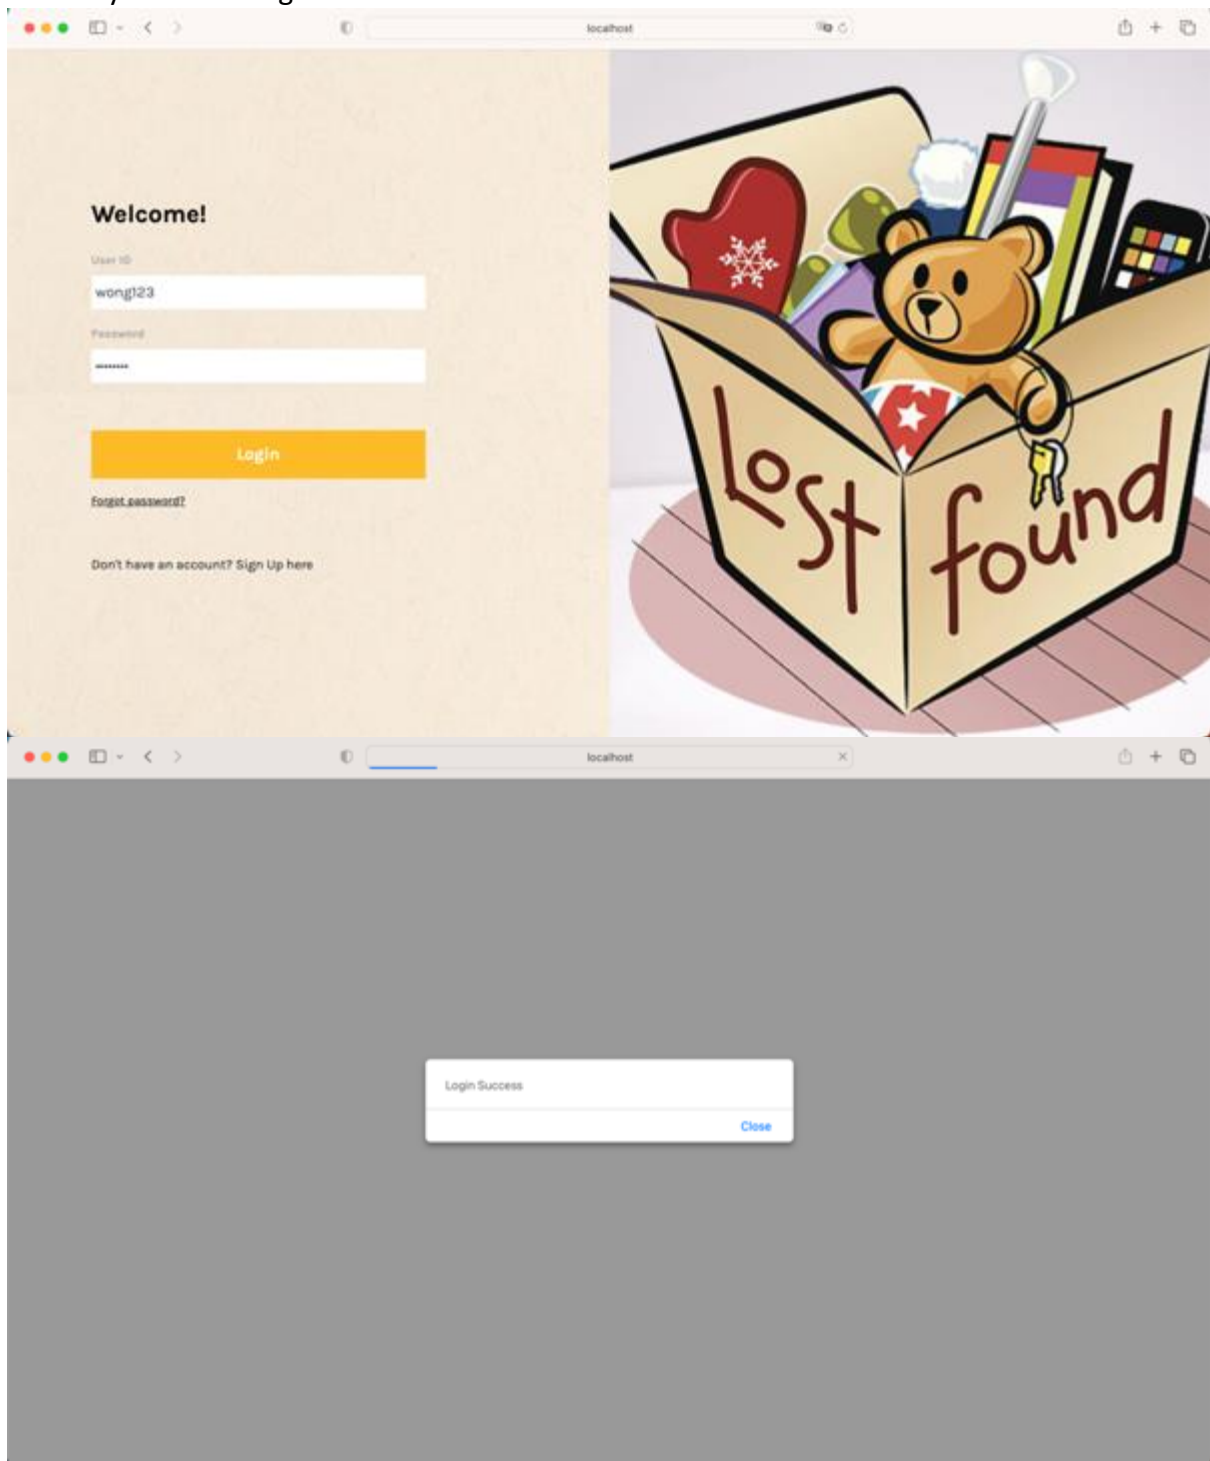 localhost
Welcome!
User ID
wong123
Password
Login
Forgot password?
Don't have an account? Sign Up here
Lost
found
localhost
Login Success
Close